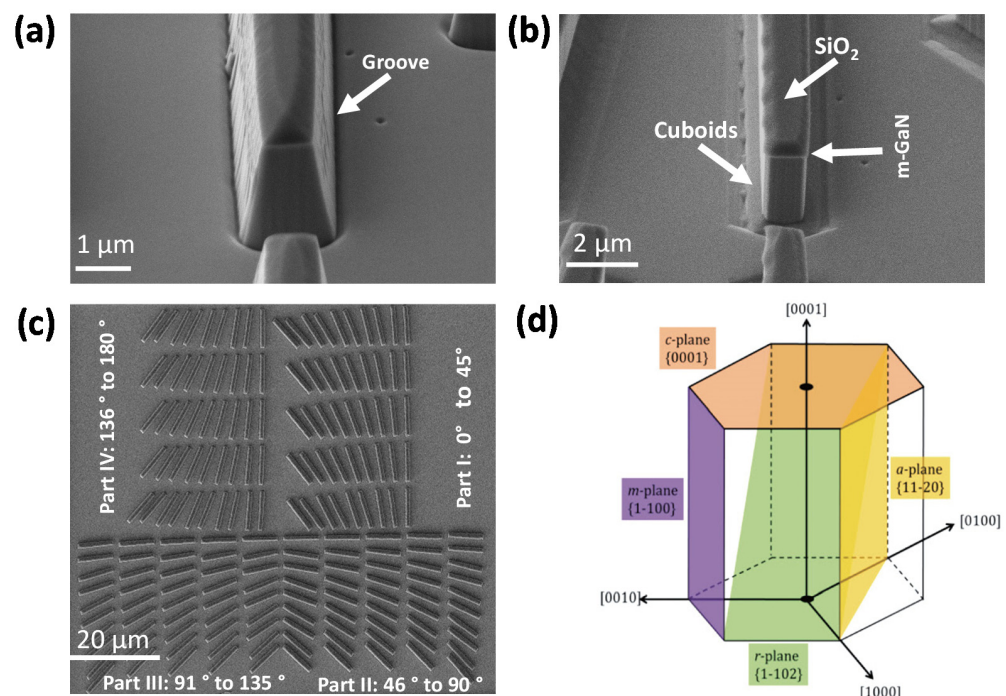 (a)
Groove
1 μm
(b)
SiO₂
Cuboids
m-GaN
2 μm
(c)
Part IV: 136 ° to 180 °
Part I: 0° to 45°
20 μm
Part III: 91 ° to 135 °
Part II: 46 ° to 90 °
(d)
[0001]
c-plane
{0001}
m-plane
{1-100}
a-plane
{11-20}
[0100]
[0010]
r-plane
{1-102}
[1000]